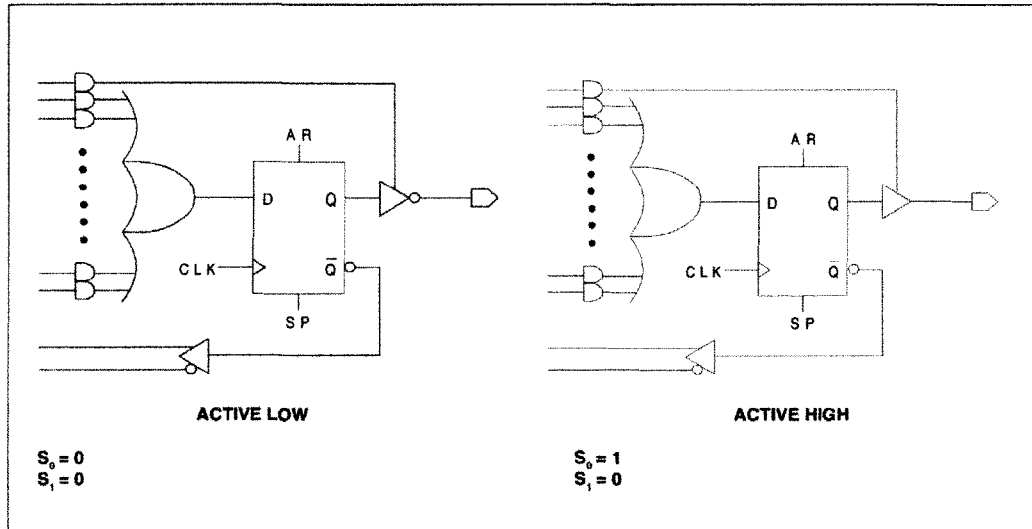 AR
D Q
CLK Q̅
SP
ACTIVE LOW
S₀ = 0
S₁ = 0
AR
D Q
CLK Q̅
SP
ACTIVE HIGH
S₀ = 1
S₁ = 0